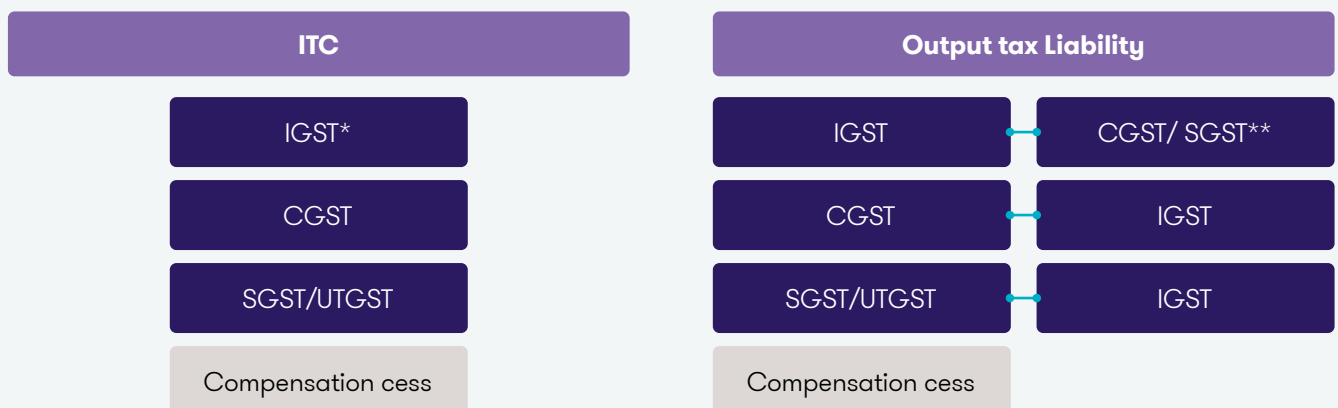 ITC
Output tax Liability
IGST*
IGST
CGST/ SGST**
CGST
CGST
IGST
SGST/UTGST
SGST/UTGST
IGST
Compensation cess
Compensation cess